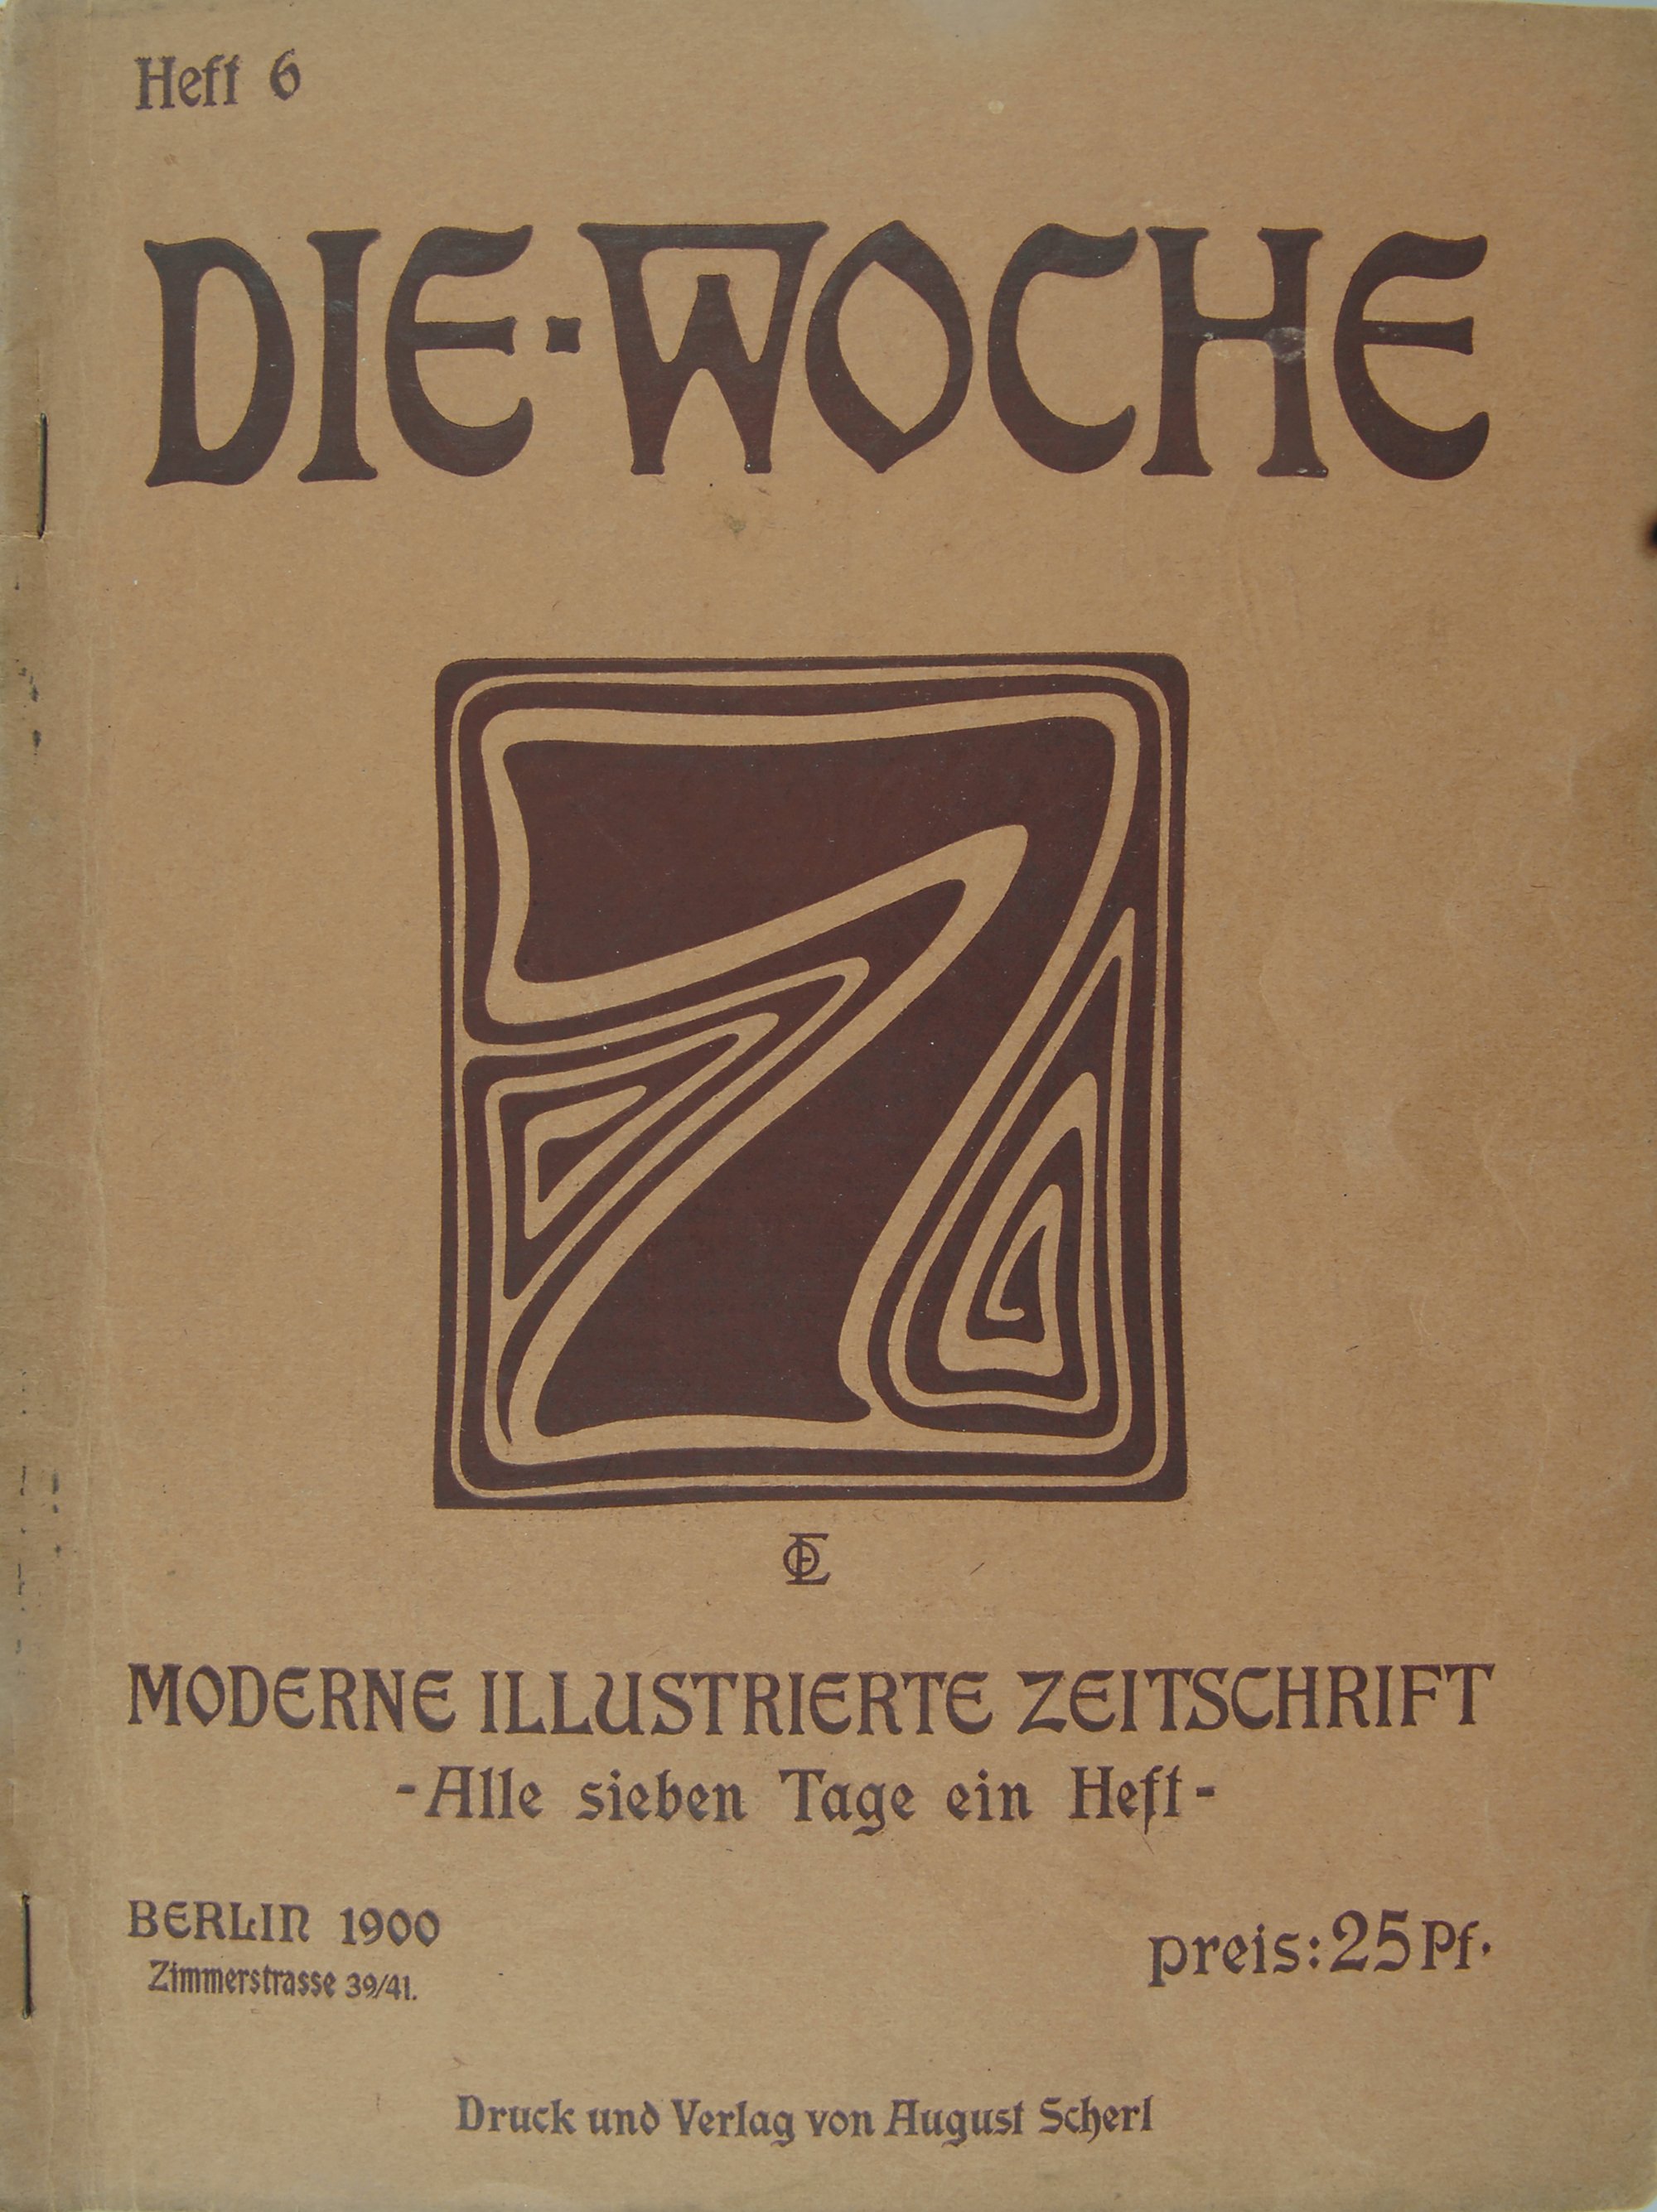 Heft 6
DIE·WOCHE
7
MODERNE ILLUSTRIERTE ZEITSCHRIFT
-Alle sieben Tage ein Heft-
BERLIN 1900
Zimmerstrasse 39/41.
preis: 25 Pf.
Druck und Verlag von August Scherl